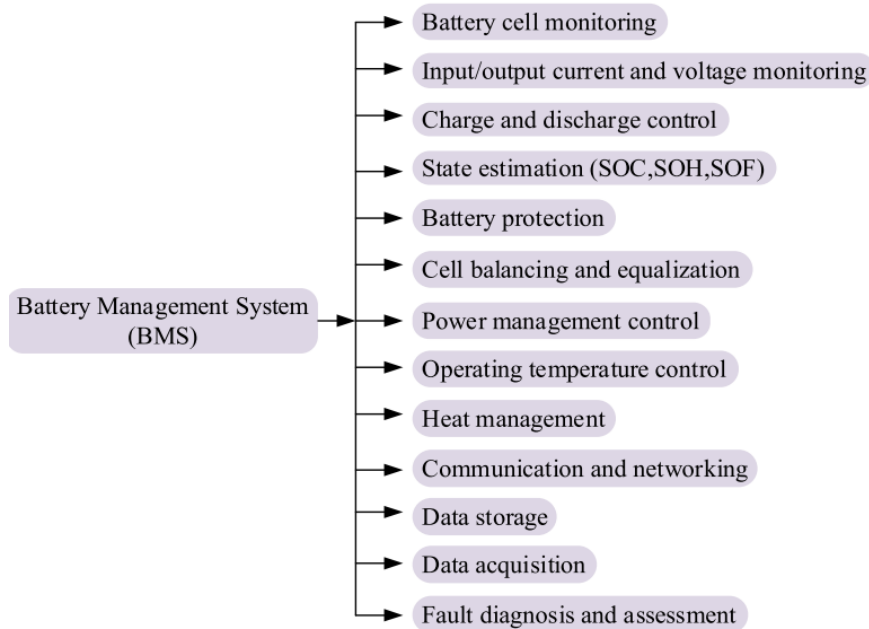 Battery cell monitoring
Input/output current and voltage monitoring
Charge and discharge control
State estimation (SOC,SOH,SOF)
Battery protection
Cell balancing and equalization
Battery Management System
(BMS)
Power management control
Operating temperature control
Heat management
Communication and networking
Data storage
Data acquisition
Fault diagnosis and assessment